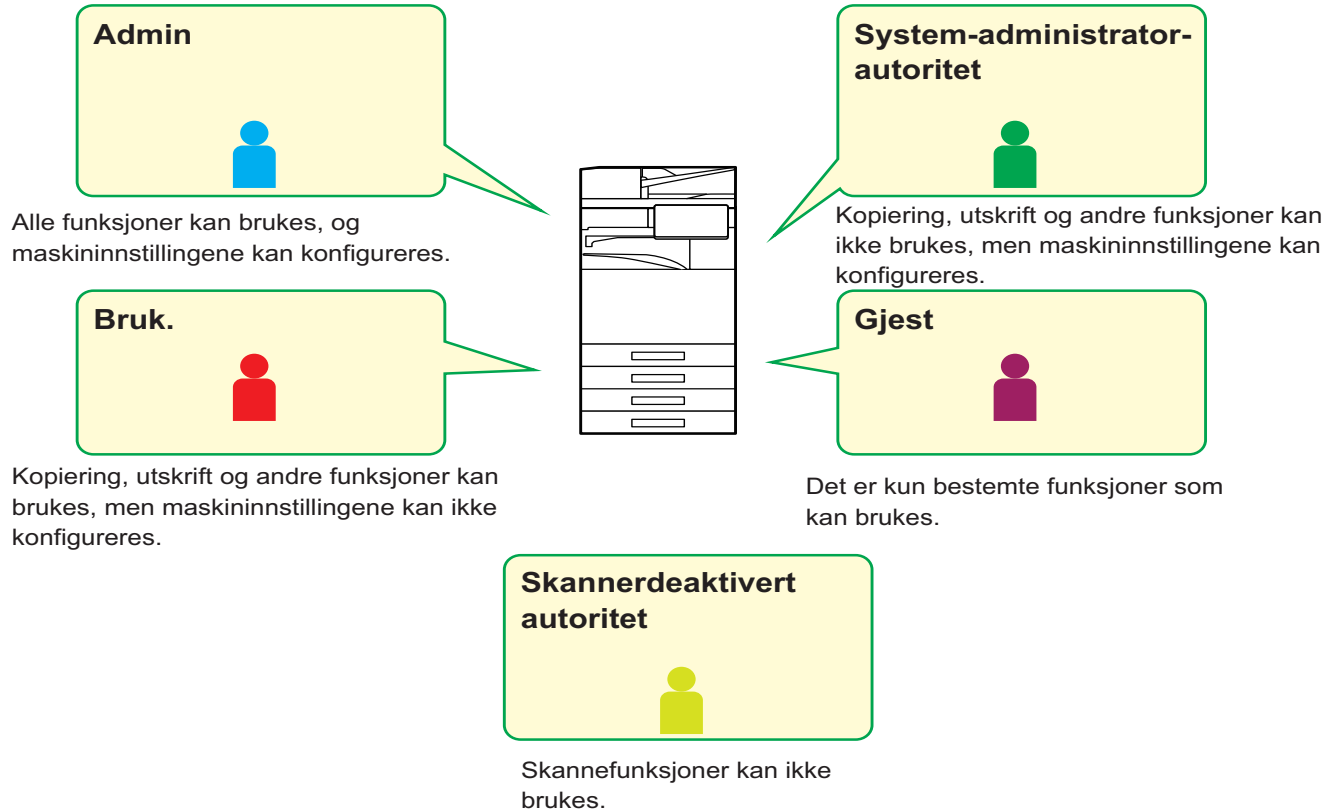 Admin
Alle funksjoner kan brukes, og
maskininnstillingene kan konfigureres.
System-administrator-
autoritet
Kopiering, utskrift og andre funksjoner kan
ikke brukes, men maskininnstillingene kan
konfigureres.
Bruk.
Kopiering, utskrift og andre funksjoner kan
brukes, men maskininnstillingene kan ikke
konfigureres.
Gjest
Det er kun bestemte funksjoner som
kan brukes.
Skannerdeaktivert
autoritet
Skannefunksjoner kan ikke
brukes.